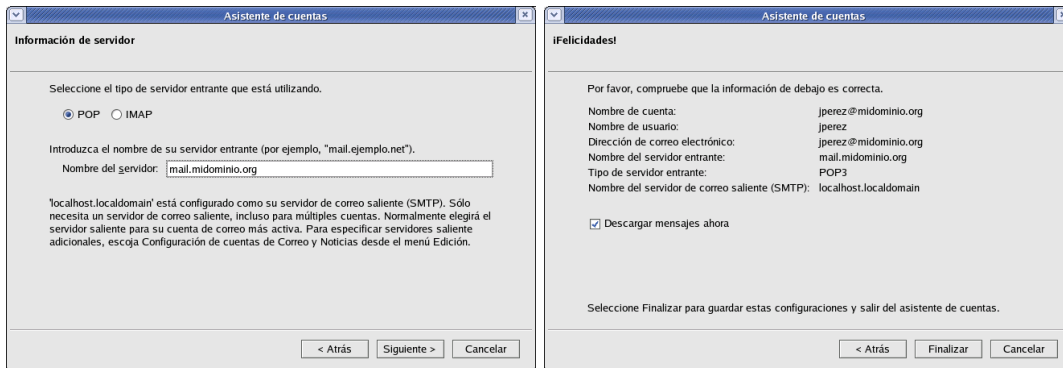 Asistente de cuentas
Información de servidor
Seleccione el tipo de servidor entrante que está utilizando.
POP IMAP
Introduzca el nombre de su servidor entrante (por ejemplo, "mail.ejemplo.net").
Nombre del servidor: mail.midominio.org
'localhost.localdomain' está configurado como su servidor de correo saliente (SMTP). Sólo
necesita un servidor de correo saliente, incluso para múltiples cuentas. Normalmente elegirá el
servidor saliente para su cuenta de correo más activa. Para especificar servidores saliente
adicionales, escoja Configuración de cuentas de Correo y Noticias desde el menú Edición.
< Atrás Siguiente > Cancelar
Asistente de cuentas
¡Felicidades!
Por favor, compruebe que la información de debajo es correcta.
Nombre de cuenta: jperez@midominio.org
Nombre de usuario: jperez
Dirección de correo electrónico: jperez@midominio.org
Nombre del servidor entrante: mail.midominio.org
Tipo de servidor entrante: POP3
Nombre del servidor de correo saliente (SMTP): localhost.localdomain
Descargar mensajes ahora
Seleccione Finalizar para guardar estas configuraciones y salir del asistente de cuentas.
< Atrás Finalizar Cancelar